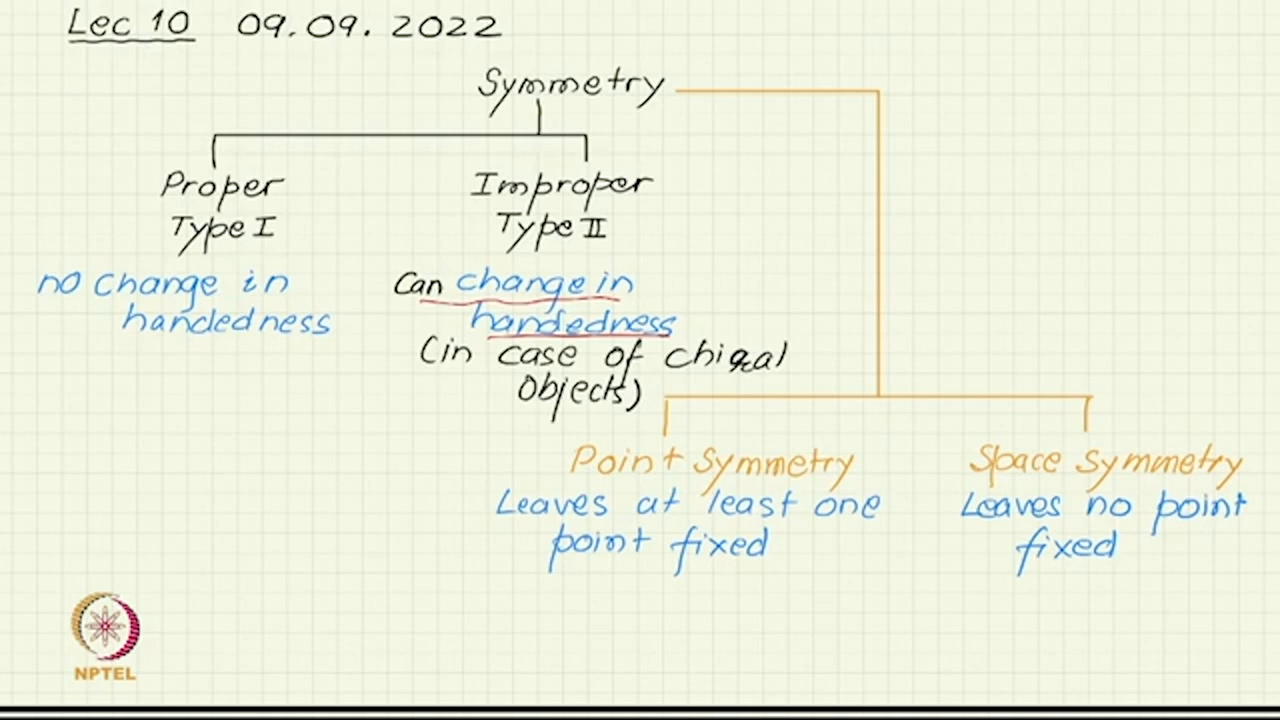 Lec 10 09.09.2022
Symmetry
Proper
Type I
no change in
handedness
Improper
Type II
Can change in
handedness
(in case of chiral
Objects)
Point Symmetry
Leaves at least one
point fixed
Space Symmetry
Leaves no point
fixed
NPTEL